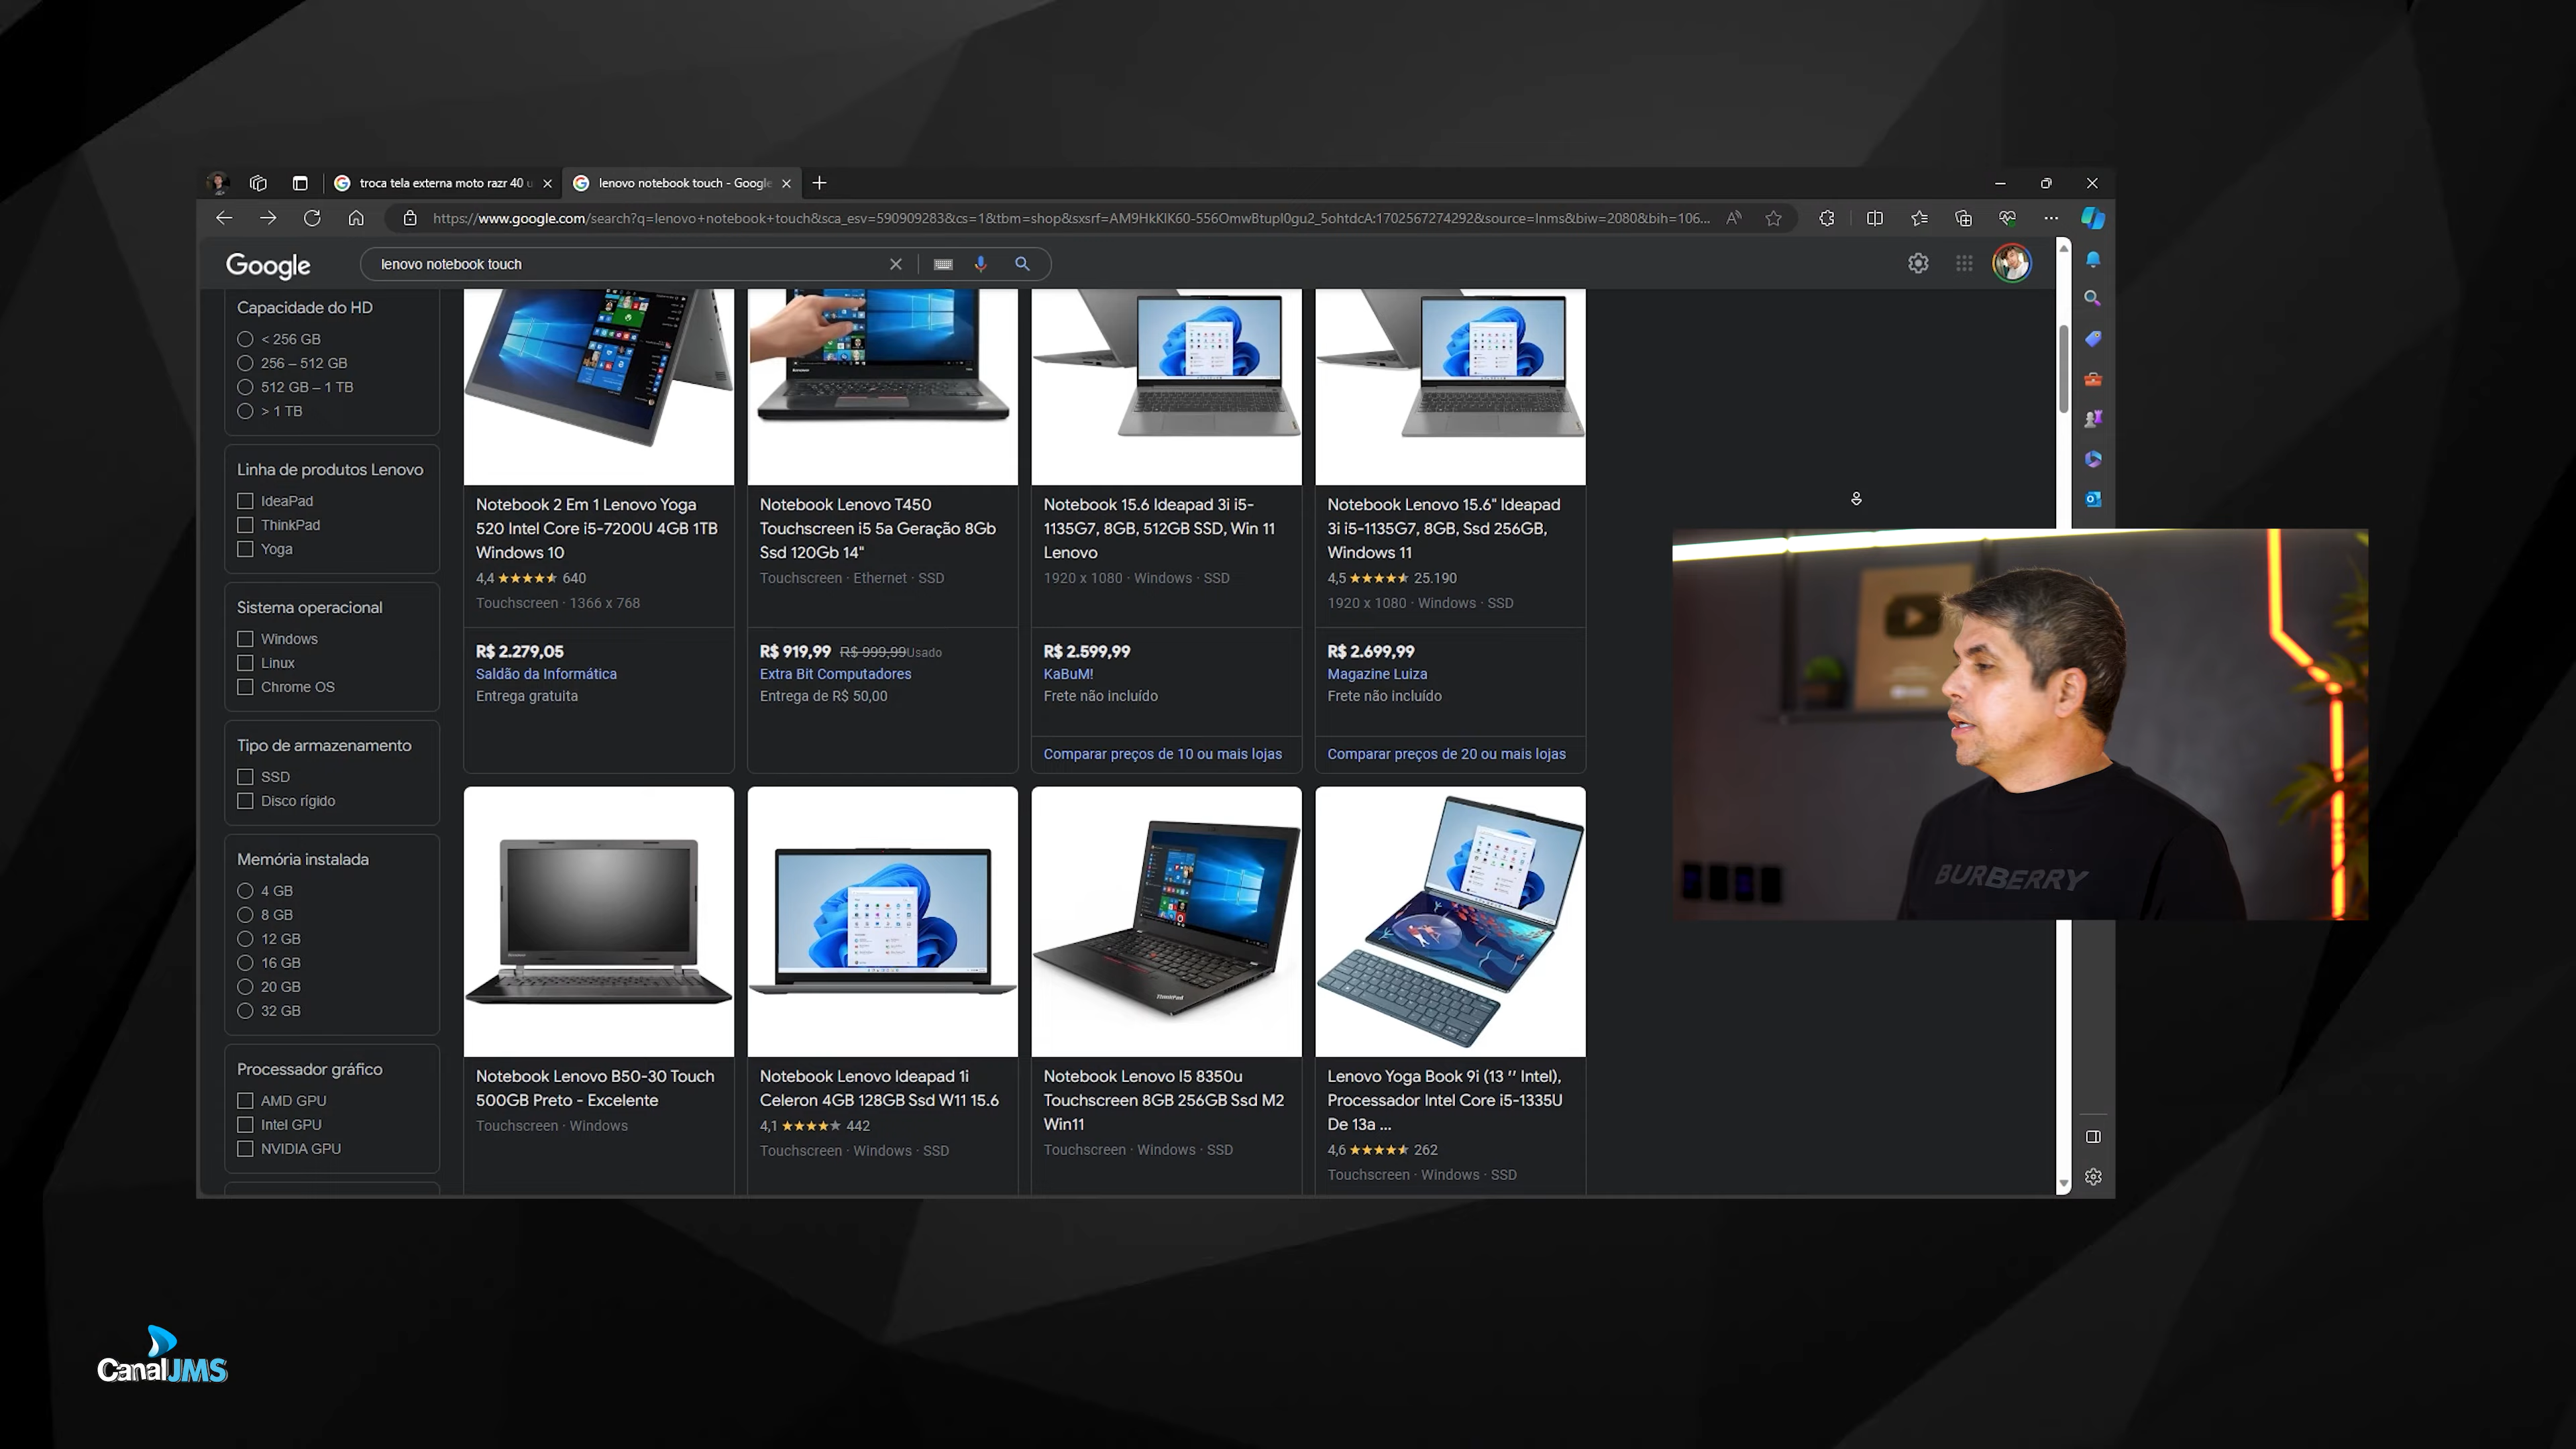 troca tela externa moto razr 40 u
lenovo notebook touch - Google
https://www.google.com/search?q=lenovo+notebook+touch&sca_esv=590909283&cs=1&tbm=shop&sxsrf=AM9HkKlK60-556OmwBtupI0gu2_5ohtdcA:1702567274292&source=lnms&biw=2080&bih=106...
Google
lenovo notebook touch
Capacidade do HD
< 256 GB
256 – 512 GB
512 GB – 1 TB
> 1 TB
Linha de produtos Lenovo
IdeaPad
ThinkPad
Yoga
Sistema operacional
Windows
Linux
Chrome OS
Tipo de armazenamento
SSD
Disco rígido
Memória instalada
4 GB
8 GB
12 GB
16 GB
20 GB
32 GB
Processador gráfico
AMD GPU
Intel GPU
NVIDIA GPU
Notebook 2 Em 1 Lenovo Yoga
520 Intel Core i5-7200U 4GB 1TB
Windows 10
4,4 640
Touchscreen · 1366 x 768
R$ 2.279,05
Saldão da Informática
Entrega gratuita
Notebook Lenovo T450
Touchscreen i5 5a Geração 8Gb
Ssd 120Gb 14"
Touchscreen · Ethernet · SSD
R$ 919,99 R$ 999,99 Usado
Extra Bit Computadores
Entrega de R$ 50,00
Notebook 15.6 Ideapad 3i i5-
1135G7, 8GB, 512GB SSD, Win 11
Lenovo
1920 x 1080 · Windows · SSD
R$ 2.599,99
KaBuM!
Frete não incluído
Comparar preços de 10 ou mais lojas
Notebook Lenovo 15.6" Ideapad
3i i5-1135G7, 8GB, Ssd 256GB,
Windows 11
4,5 25.190
1920 x 1080 · Windows · SSD
R$ 2.699,99
Magazine Luiza
Frete não incluído
Comparar preços de 20 ou mais lojas
Notebook Lenovo B50-30 Touch
500GB Preto - Excelente
Touchscreen · Windows
Notebook Lenovo Ideapad 1i
Celeron 4GB 128GB Ssd W11 15.6
4,1 442
Touchscreen · Windows · SSD
ThinkPad
Notebook Lenovo I5 8350u
Touchscreen 8GB 256GB Ssd M2
Win11
Touchscreen · Windows · SSD
Lenovo Yoga Book 9i (13 ′′ Intel),
Processador Intel Core i5-1335U
De 13a ...
4,6 262
Touchscreen · Windows · SSD
BURBERRY
CanalJMS